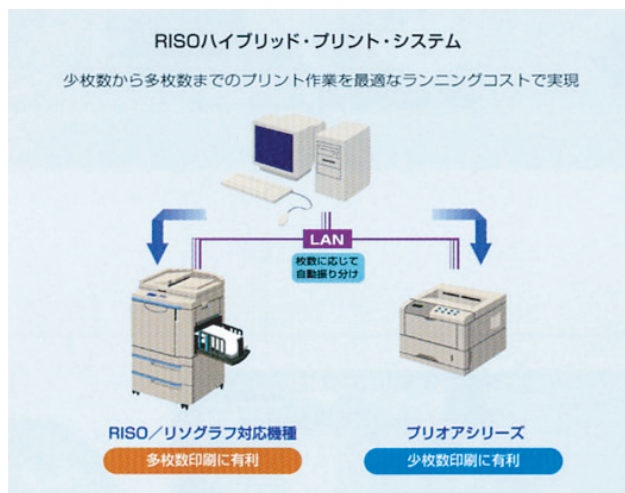 RISOハイブリッド・プリント・システム
少枚数から多枚数までのプリント作業を最適なランニングコストで実現
LAN
枚数に応じて
自動振り分け
RISO／リソグラフ対応機種
プリオアシリーズ
多枚数印刷に有利
少枚数印刷に有利